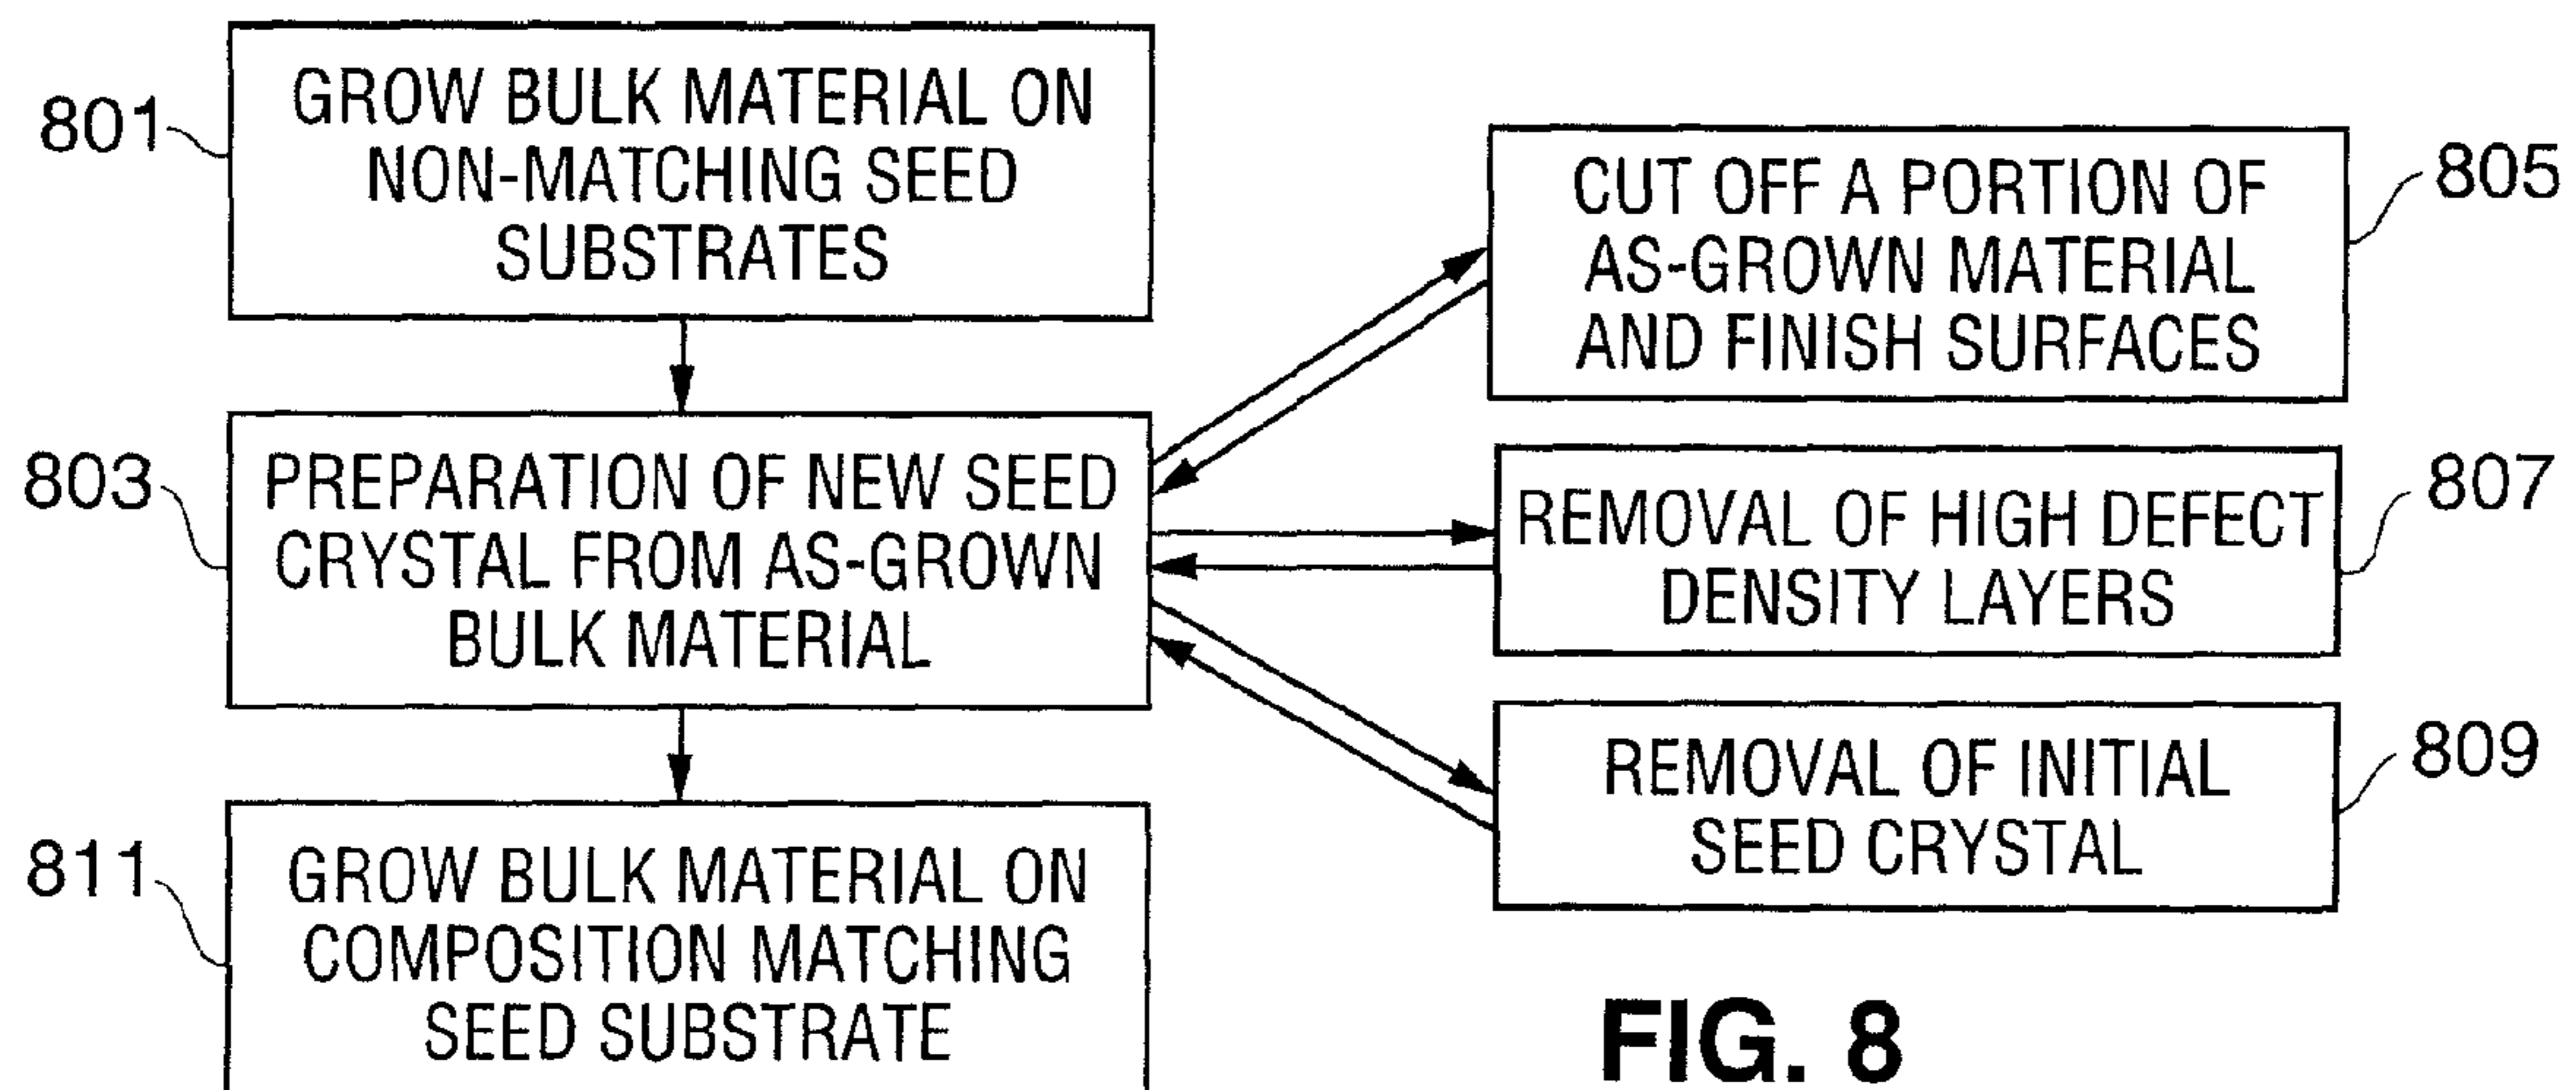 801
GROW BULK MATERIAL ON
NON-MATCHING SEED
SUBSTRATES
803
PREPARATION OF NEW SEED
CRYSTAL FROM AS-GROWN
BULK MATERIAL
811
GROW BULK MATERIAL ON
COMPOSITION MATCHING
SEED SUBSTRATE
CUT OFF A PORTION OF
AS-GROWN MATERIAL
AND FINISH SURFACES
805
REMOVAL OF HIGH DEFECT
DENSITY LAYERS
807
REMOVAL OF INITIAL
SEED CRYSTAL
809
FIG. 8